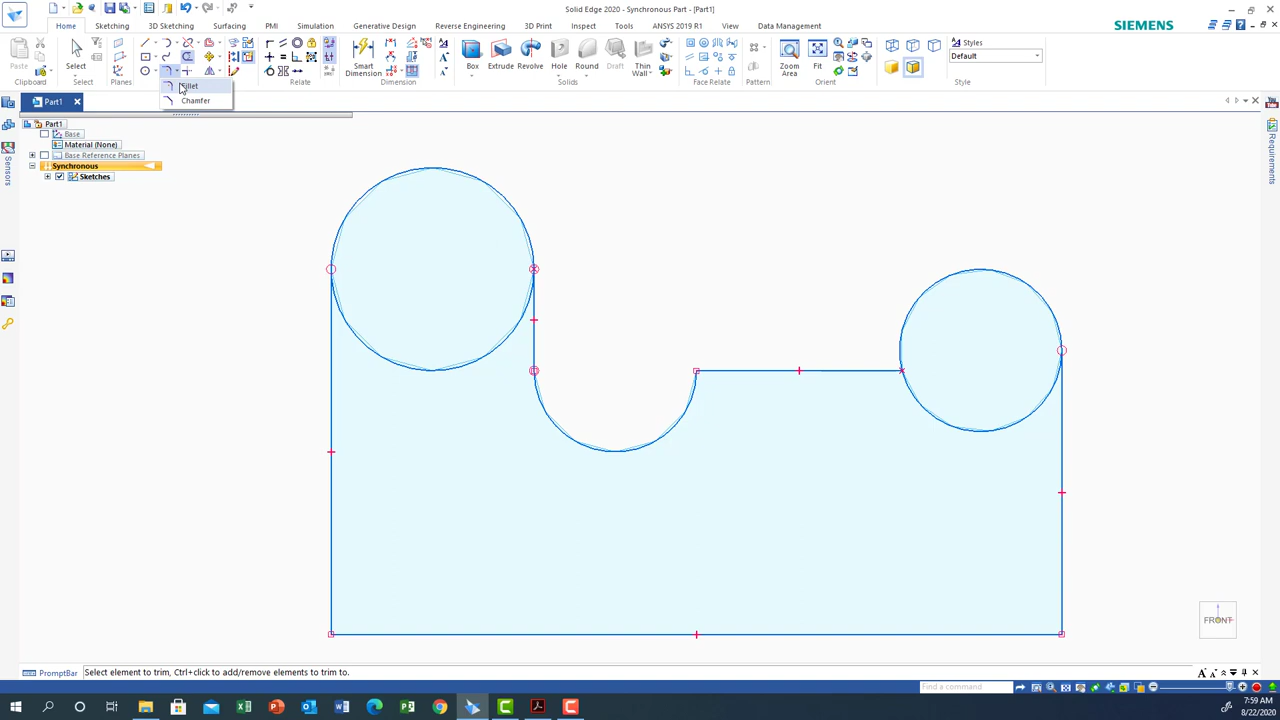 Solid Edge 2020 - Synchronous Part - [Part1]
Home Sketching 3D Sketching Surfacing PMI Simulation Generative Design Reverse Engineering 3D Print Inspect Tools ANSYS 2019 R1 View Data Management
SIEMENS
Paste
Select
Smart Dimension
Box Extrude Revolve Hole Round Draft Thin Wall
Zoom Area
Fit
Styles
Default
Clipboard Select Planes Relate Dimension Solids Face Relate Pattern Orient Style
Fillet
Chamfer
Part1
Part1
Base
Material (None)
Base Reference Planes
Synchronous
Sketches
Sensors
Requirements
FRONT
PromptBar Select element to trim, Ctrl+click to add/remove elements to trim to.
Find a command
7:59 AM
8/22/2020